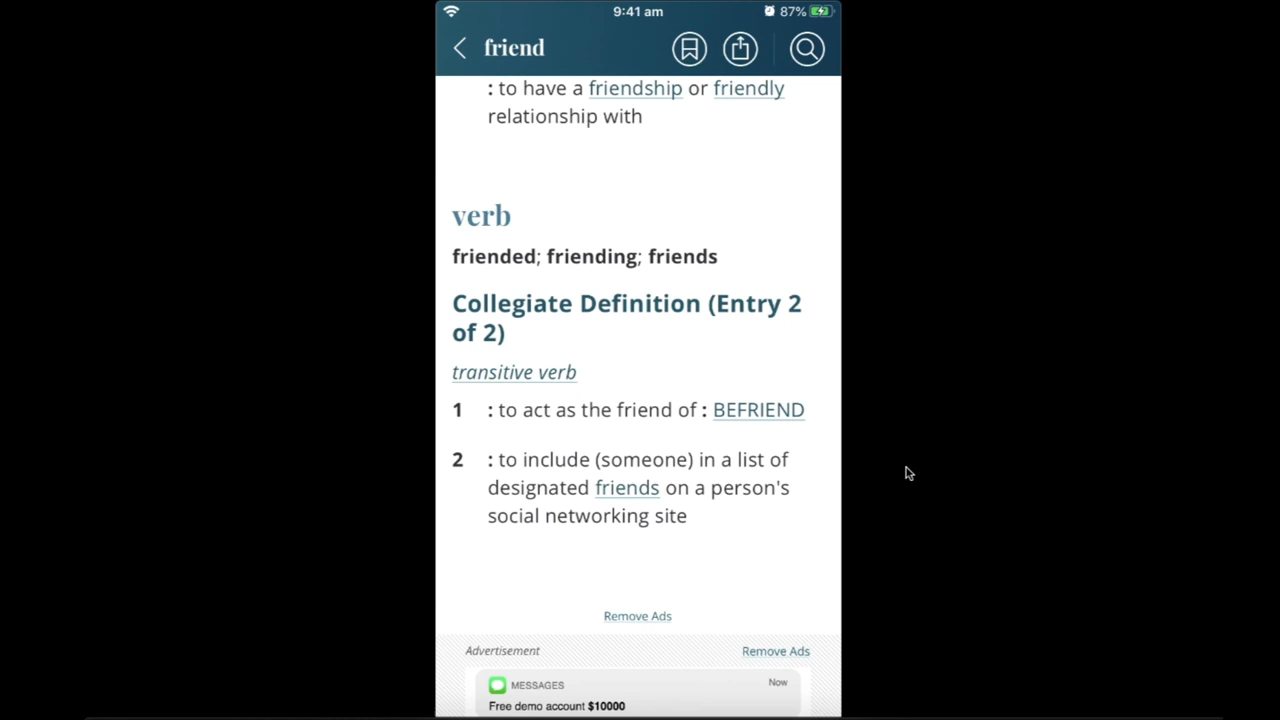 9:41 am
87%
friend
: to have a friendship or friendly
relationship with
verb
friended; friending; friends
Collegiate Definition (Entry 2
of 2)
transitive verb
1 : to act as the friend of : BEFRIEND
2 : to include (someone) in a list of
designated friends on a person's
social networking site
Remove Ads
Advertisement Remove Ads
MESSAGES Now
Free demo account $10000